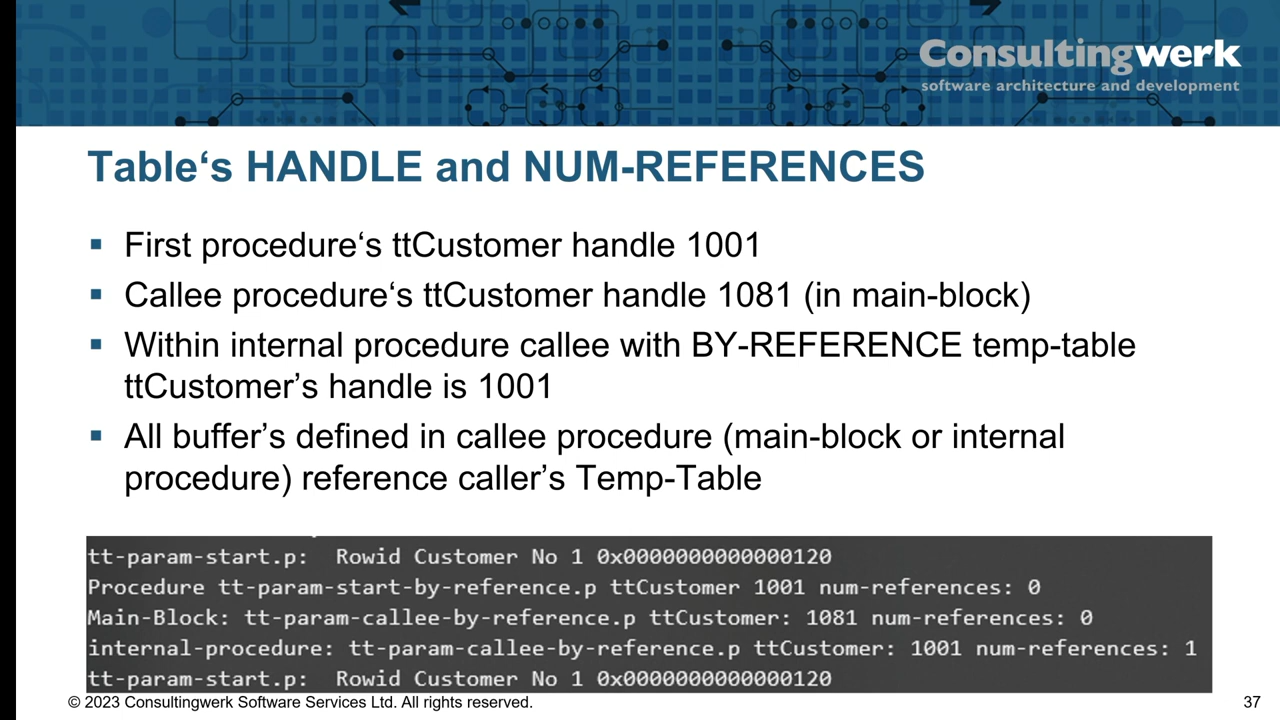 Consultingwerk
software architecture and development
Table‘s HANDLE and NUM-REFERENCES
First procedure‘s ttCustomer handle 1001
Callee procedure‘s ttCustomer handle 1081 (in main-block)
Within internal procedure callee with BY-REFERENCE temp-table
ttCustomer’s handle is 1001
All buffer’s defined in callee procedure (main-block or internal
procedure) reference caller’s Temp-Table
tt-param-start.p:  Rowid Customer No 1 0x0000000000000120
Procedure tt-param-start-by-reference.p ttCustomer 1001 num-references: 0
Main-Block: tt-param-callee-by-reference.p ttCustomer: 1081 num-references: 0
internal-procedure: tt-param-callee-by-reference.p ttCustomer: 1001 num-references: 1
tt-param-start.p:  Rowid Customer No 1 0x0000000000000120
© 2023 Consultingwerk Software Services Ltd. All rights reserved.
37